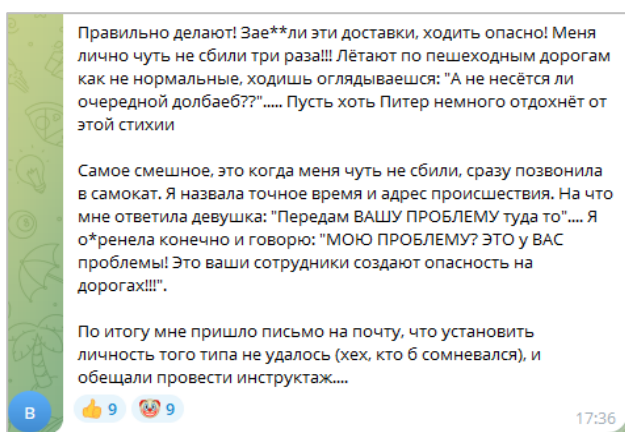 Правильно делают! Зае**ли эти доставки, ходить опасно! Меня
лично чуть не сбили три раза!!! Лётают по пешеходным дорогам
как не нормальные, ходишь оглядываешся: "А не несётся ли
очередной долбаеб??"..... Пусть хоть Питер немного отдохнёт от
этой стихии
Самое смешное, это когда меня чуть не сбили, сразу позвонила
в самокат. Я назвала точное время и адрес происшествия. На что
мне ответила девушка: "Передам ВАШУ ПРОБЛЕМУ туда то".... Я
о*ренела конечно и говорю: "МОЮ ПРОБЛЕМУ? ЭТО у ВАС
проблемы! Это ваши сотрудники создают опасность на
дорогах!!!".
По итогу мне пришло письмо на почту, что установить
личность того типа не удалось (хех, кто б сомневался), и
обещали провести инструктаж....
В 9 9 17:36